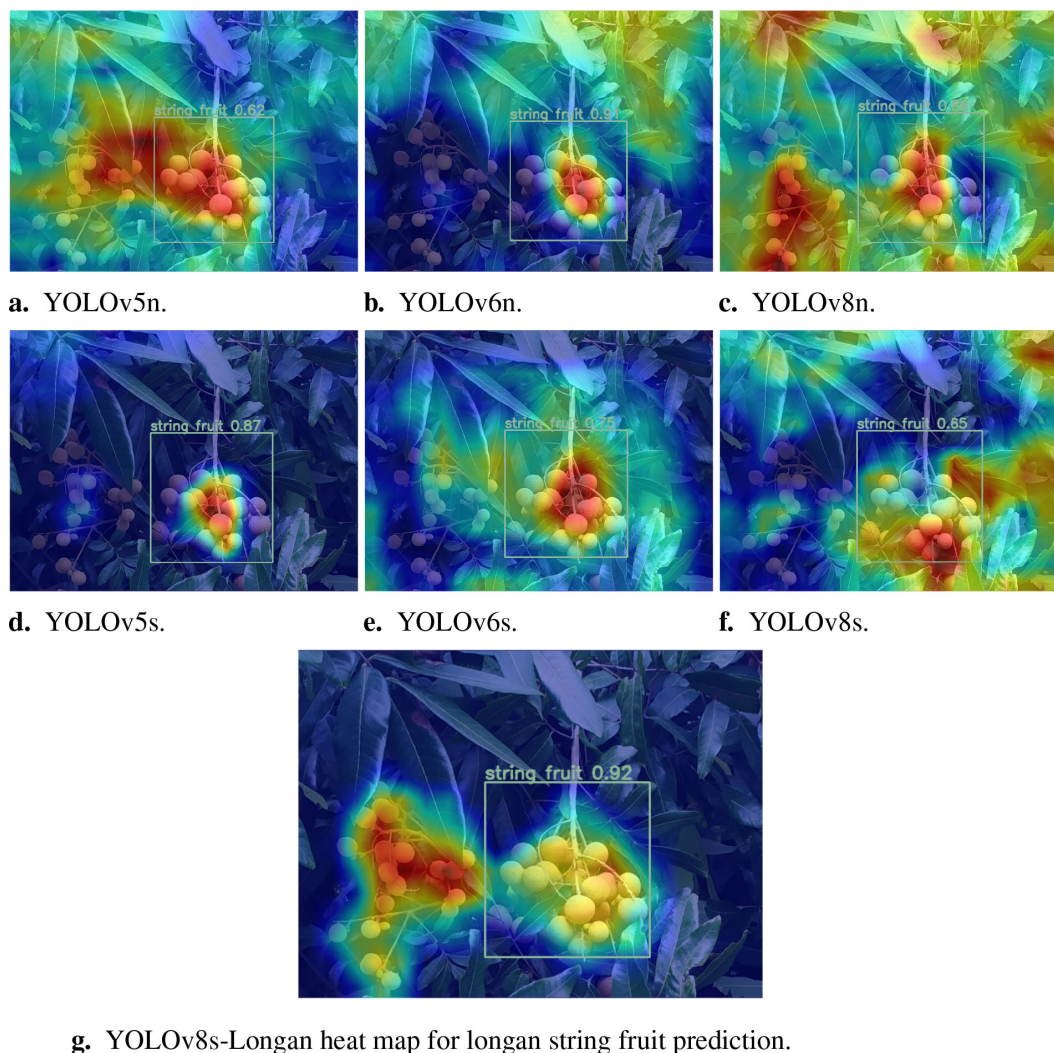 string fruit 0.62
string fruit 0.91
string fruit
a. YOLOv5n.
b. YOLOv6n.
c. YOLOv8n.
string fruit 0.87
string fruit 0.75
string fruit 0.65
d. YOLOv5s.
e. YOLOv6s.
f. YOLOv8s.
string fruit 0.92
g. YOLOv8s-Longan heat map for longan string fruit prediction.